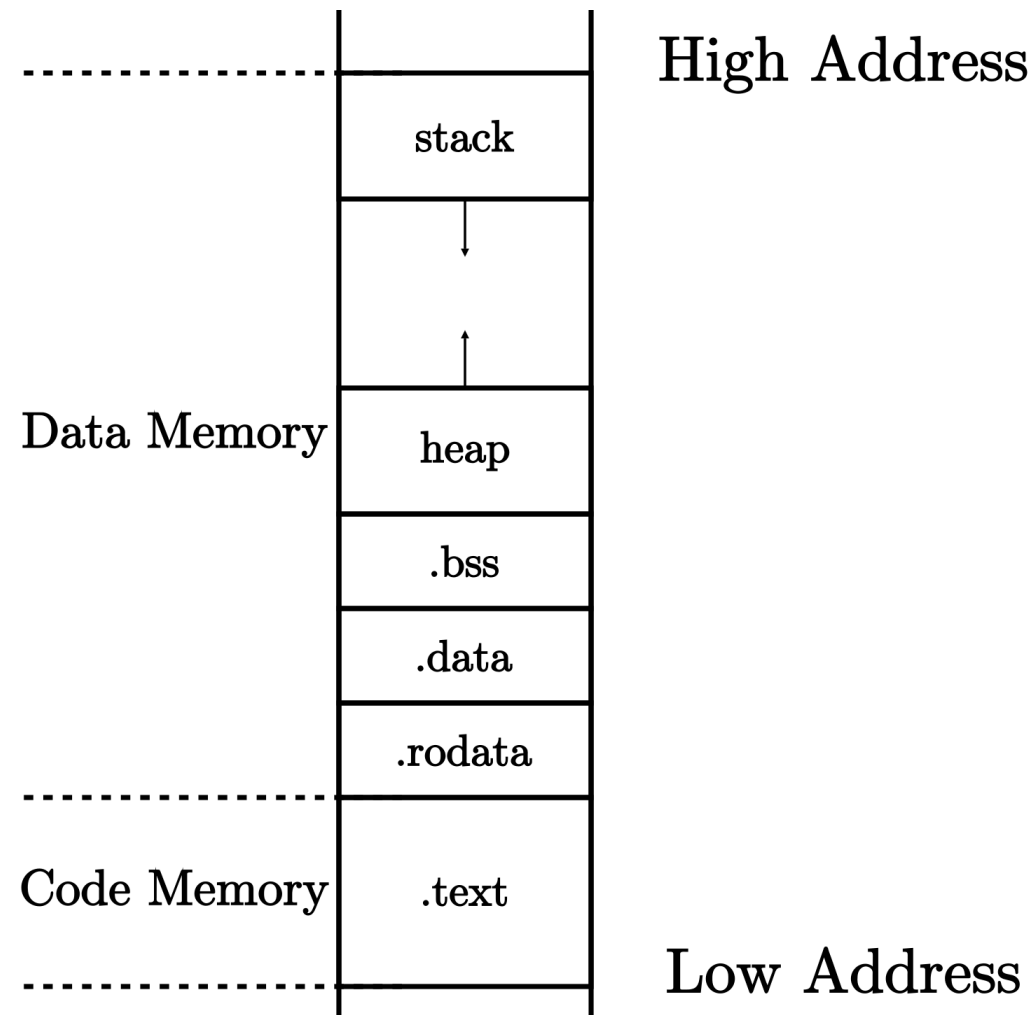 High Address
stack
Data Memory
heap
.bss
.data
.rodata
Code Memory
.text
Low Address